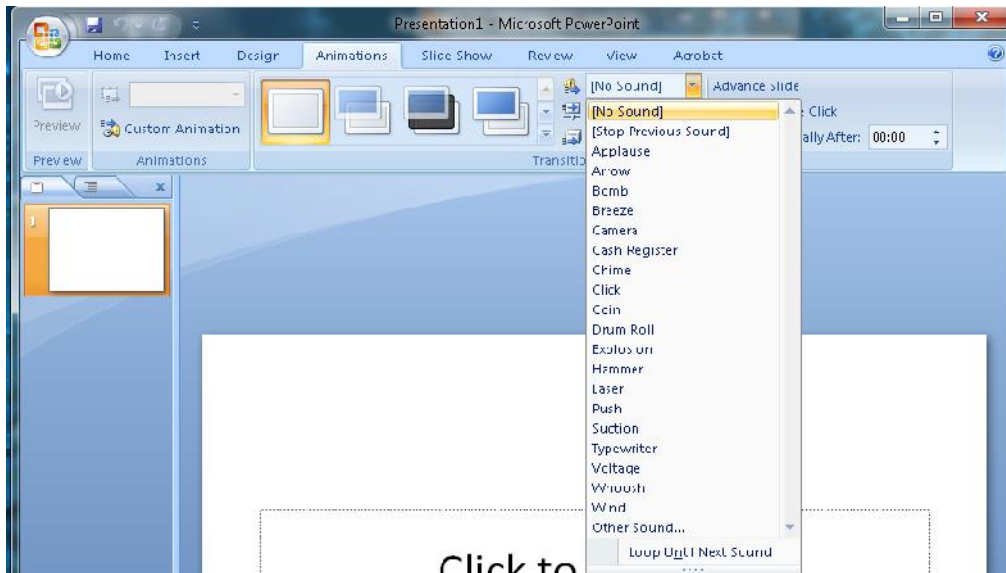 Presentation1 - Microsoft PowerPoint
Home Insert Design Animations Slide Show Review View Acrobat
[No Sound] Advance slide
Preview Custom Animation
[No Sound] Click
[Stop Previous Sound] ally After: 00:00
Applause
Preview Animations Transitio
Arrow
Bomb
1 Breeze
Camera
Cash Register
Chime
Click
Coin
Drum Roll
Explosion
Hammer
Laser
Push
Suction
Typewriter
Voltage
Whoosh
Wind
Other Sound...
Loop Until Next Sound
Click to